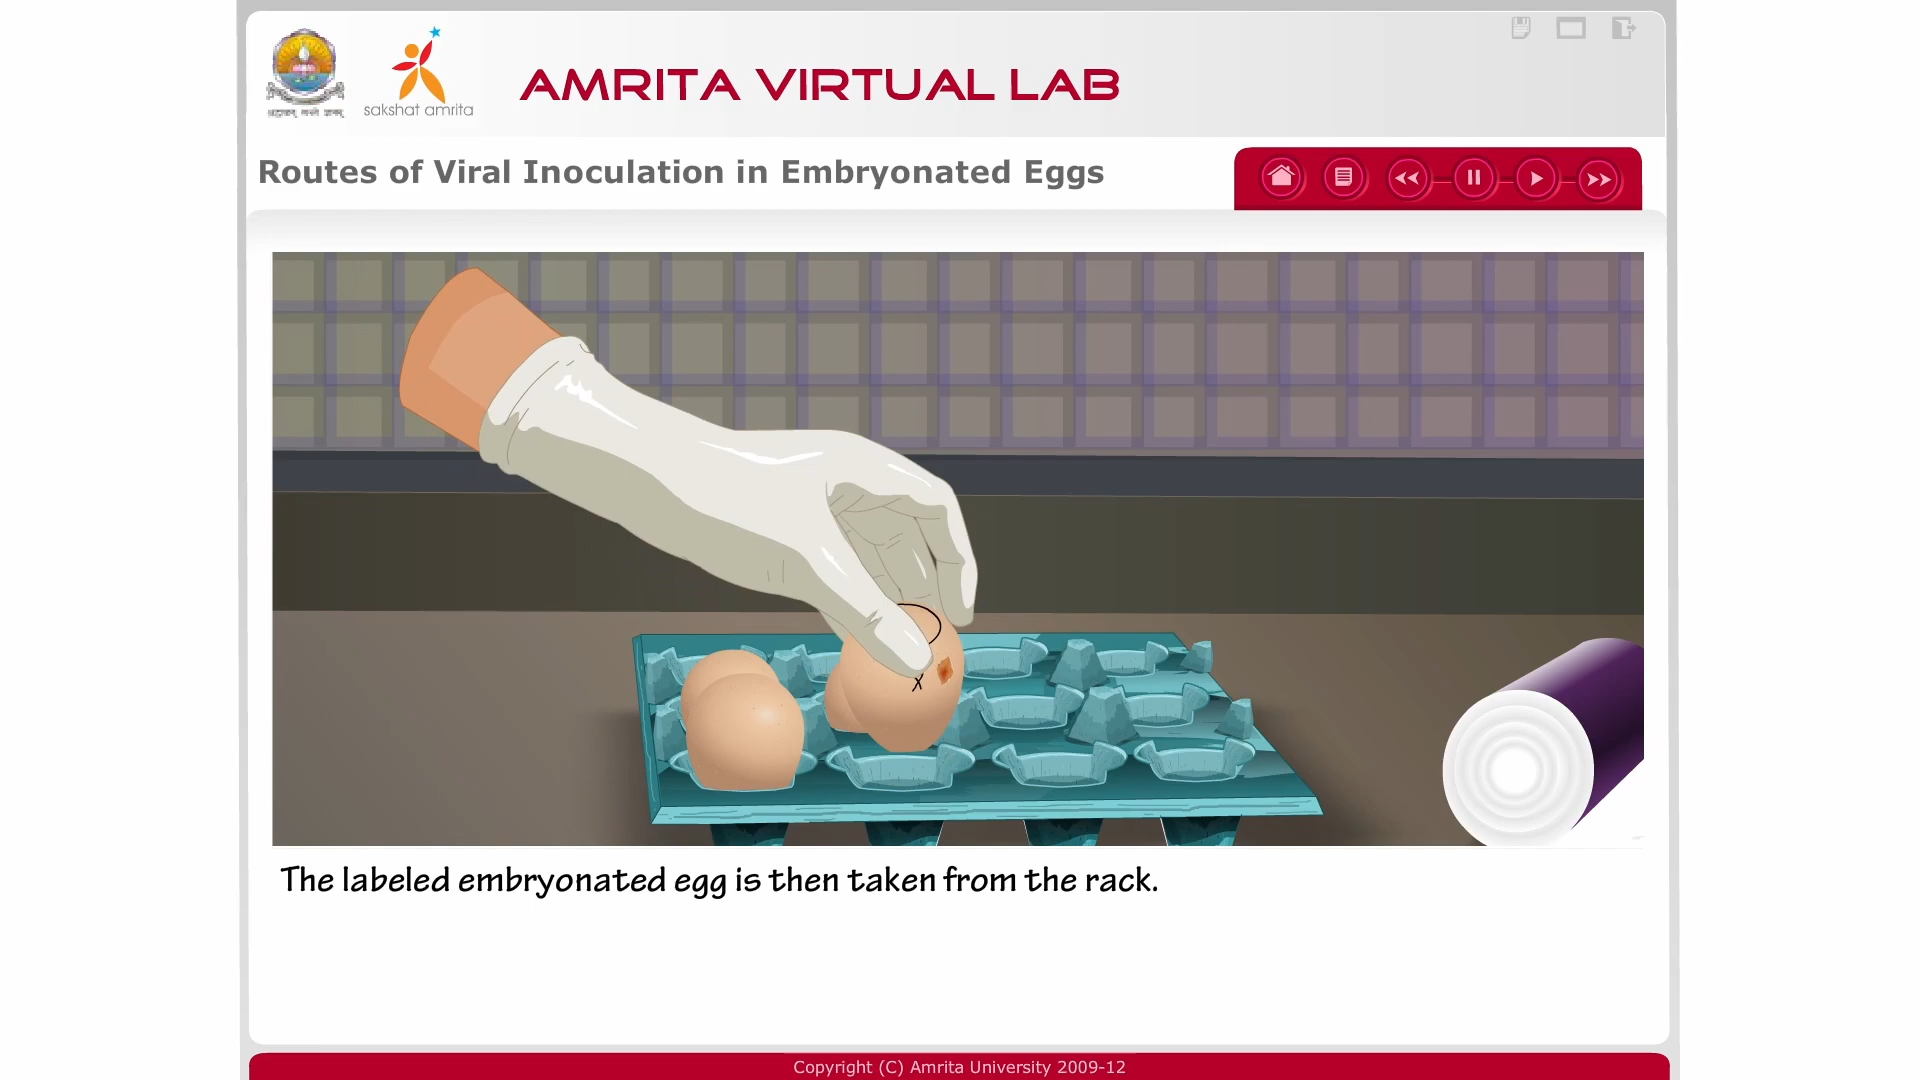 sakshat amrita
AMRITA VIRTUAL LAB
Routes of Viral Inoculation in Embryonated Eggs
x
The labeled embryonated egg is then taken from the rack.
Copyright (C) Amrita University 2009-12